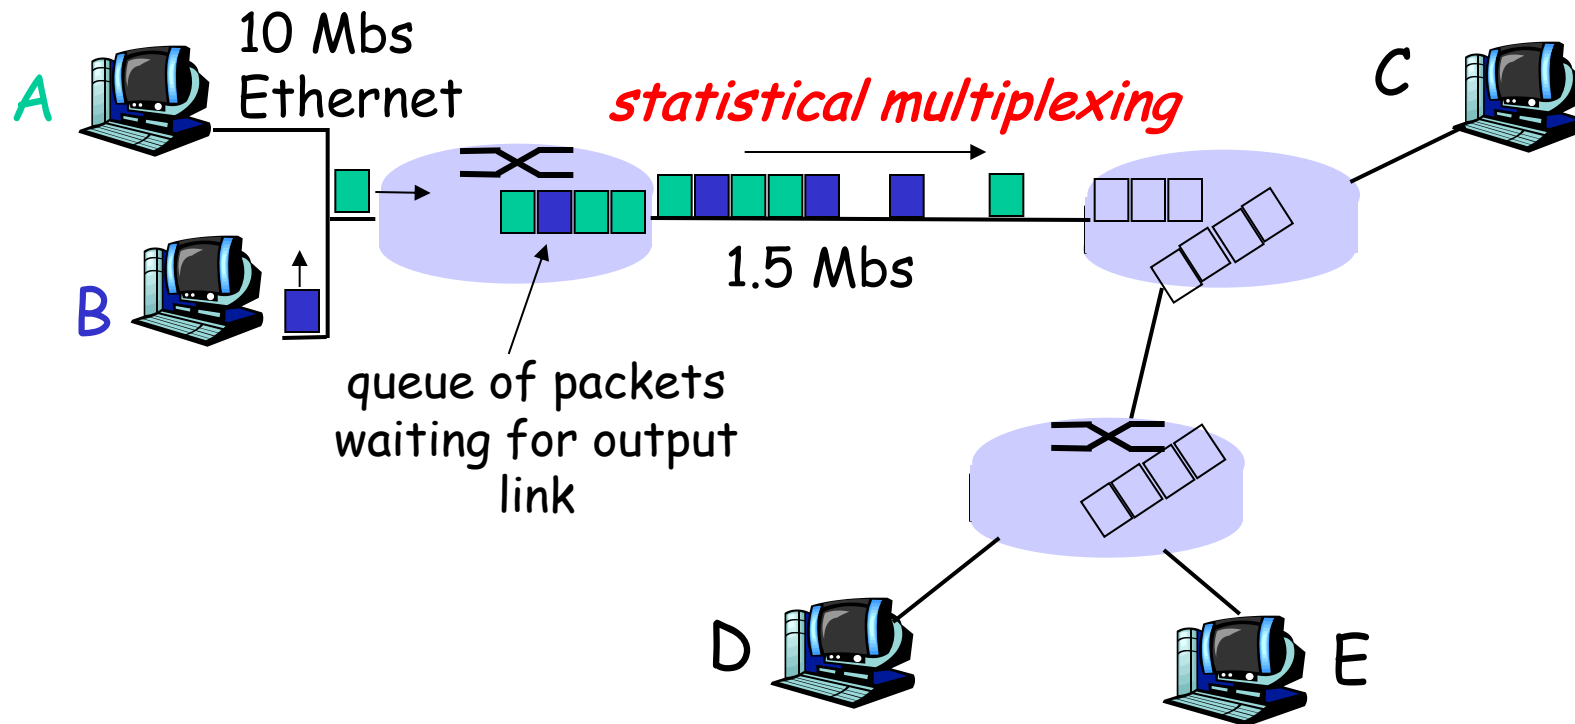 10 Mbs
Ethernet
A
statistical multiplexing
C
B
1.5 Mbs
queue of packets
waiting for output
link
D
E